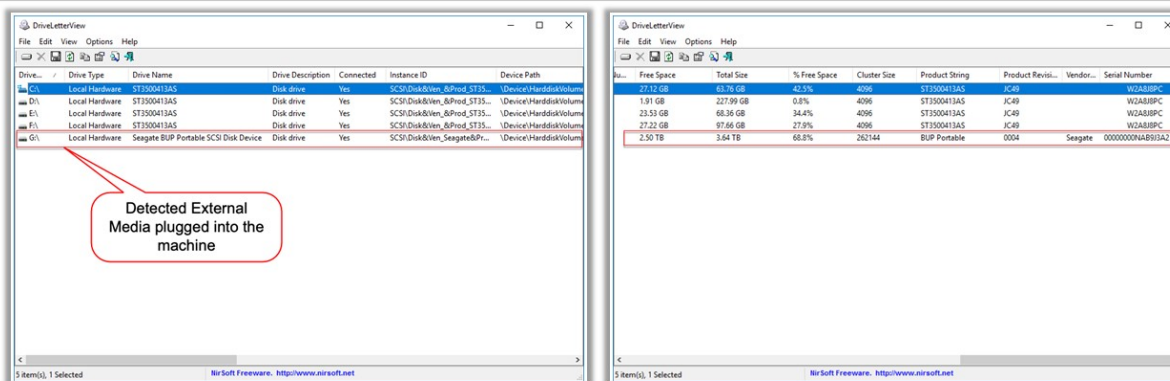 DriveLetterView
File Edit View Options Help
Drive... / Drive Type Drive Name Drive Description Connected Instance ID Device Path
C:\ Local Hardware ST3500413AS Disk drive Yes SCSI\Disk&Ven_&Prod_ST35... \Device\HarddiskVolume
D:\ Local Hardware ST3500413AS Disk drive Yes SCSI\Disk&Ven_&Prod_ST35... \Device\HarddiskVolume
E:\ Local Hardware ST3500413AS Disk drive Yes SCSI\Disk&Ven_&Prod_ST35... \Device\HarddiskVolume
F:\ Local Hardware ST3500413AS Disk drive Yes SCSI\Disk&Ven_&Prod_ST35... \Device\HarddiskVolume
G:\ Local Hardware Seagate BUP Portable SCSI Disk Device Disk drive Yes SCSI\Disk&Ven_Seagate&Pr... \Device\HarddiskVolum
Detected External
Media plugged into the
machine
5 item(s), 1 Selected
NirSoft Freeware. http://www.nirsoft.net
DriveLetterView
File Edit View Options Help
Free Space Total Size % Free Space Cluster Size Product String Product Revisi... Vendor... Serial Number
27.12 GB 63.76 GB 42.5% 4096 ST3500413AS JC49 W2A8J8PC
1.91 GB 227.99 GB 0.8% 4096 ST3500413AS JC49 W2A8J8PC
23.53 GB 68.36 GB 34.4% 4096 ST3500413AS JC49 W2A8J8PC
27.22 GB 97.66 GB 27.9% 4096 ST3500413AS JC49 W2A8J8PC
2.50 TB 3.64 TB 68.8% 262144 BUP Portable 0004 Seagate
5 item(s), 1 Selected
NirSoft Freeware. http://www.nirsoft.net